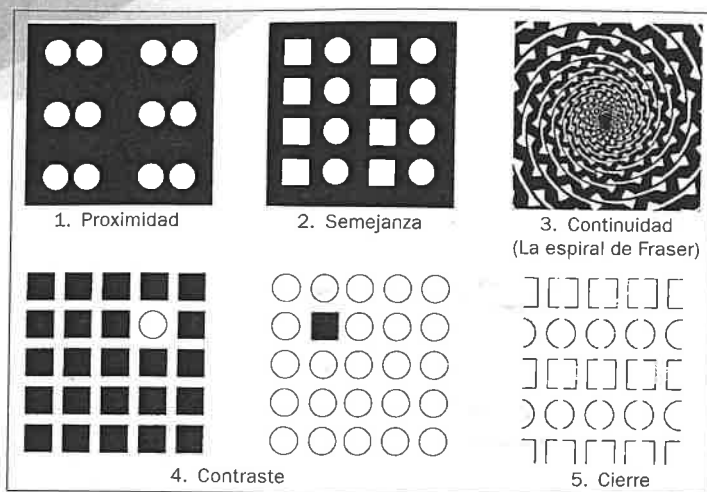 1. Proximidad
2. Semejanza
3. Continuidad
(La espiral de Fraser)
4. Contraste
5. Cierre